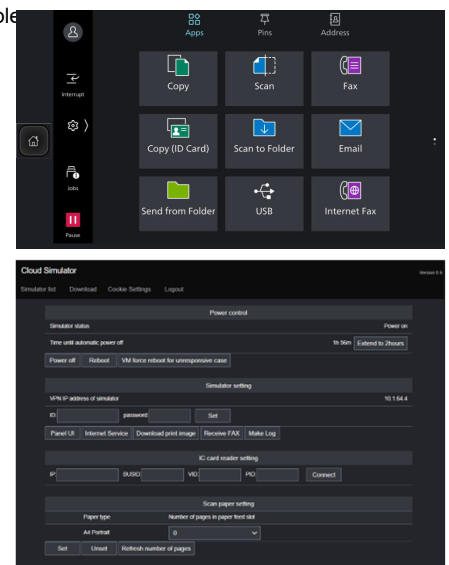 ole
Apps Pins Address
Interrupt
Copy Scan Fax
Copy (ID Card) Scan to Folder Email
Jobs
Send from Folder USB Internet Fax
Pause
Cloud Simulator
Version 0.6
Simulator list Download Cookie Settings Logout
Power control
Simulator status Power on
Time until automatic power off 1h 56m Extend to 2hours
Power off Reboot VM force reboot for unresponsive case
Simulator setting
VPN IP address of simulator 10.1.64.4
ID: password: Set
Panel UI Internet Service Download print image Receive FAX Make Log
IC card reader setting
IP: BUSID: VID: PID: Connect
Scan paper setting
Paper type Number of pages in paper feed slot
A4 Portrait 0
Set Unset Refresh number of pages